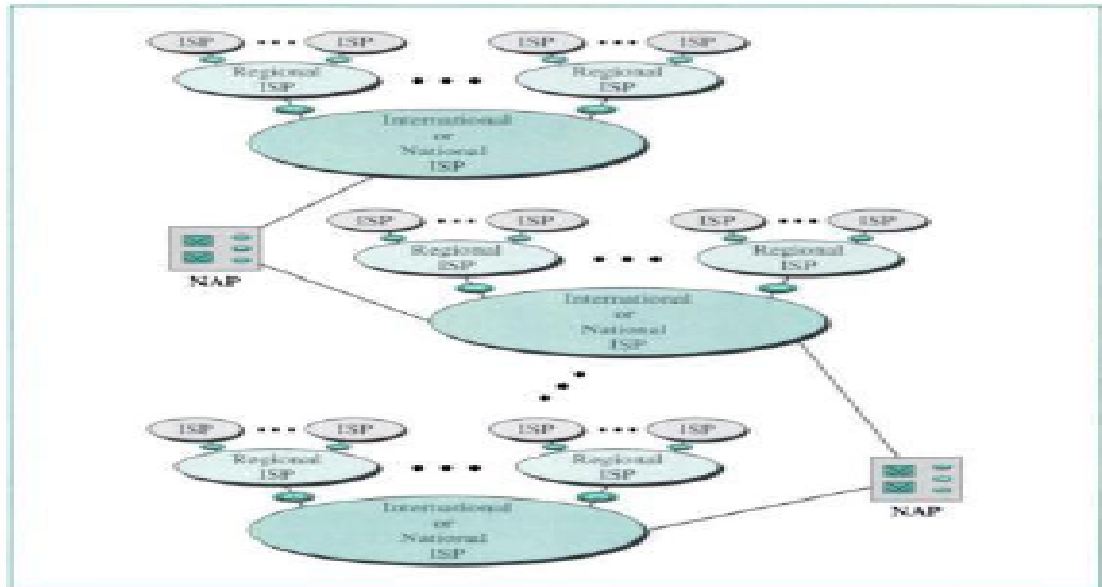 ISP ISP ISP ISP
Regional Regional
ISP ISP
International
or
National
ISP
ISP ISP ISP ISP
NAP
Regional Regional
ISP ISP
International
or
National
ISP
ISP ISP ISP ISP
Regional Regional
ISP ISP
International
or
National
ISP
NAP